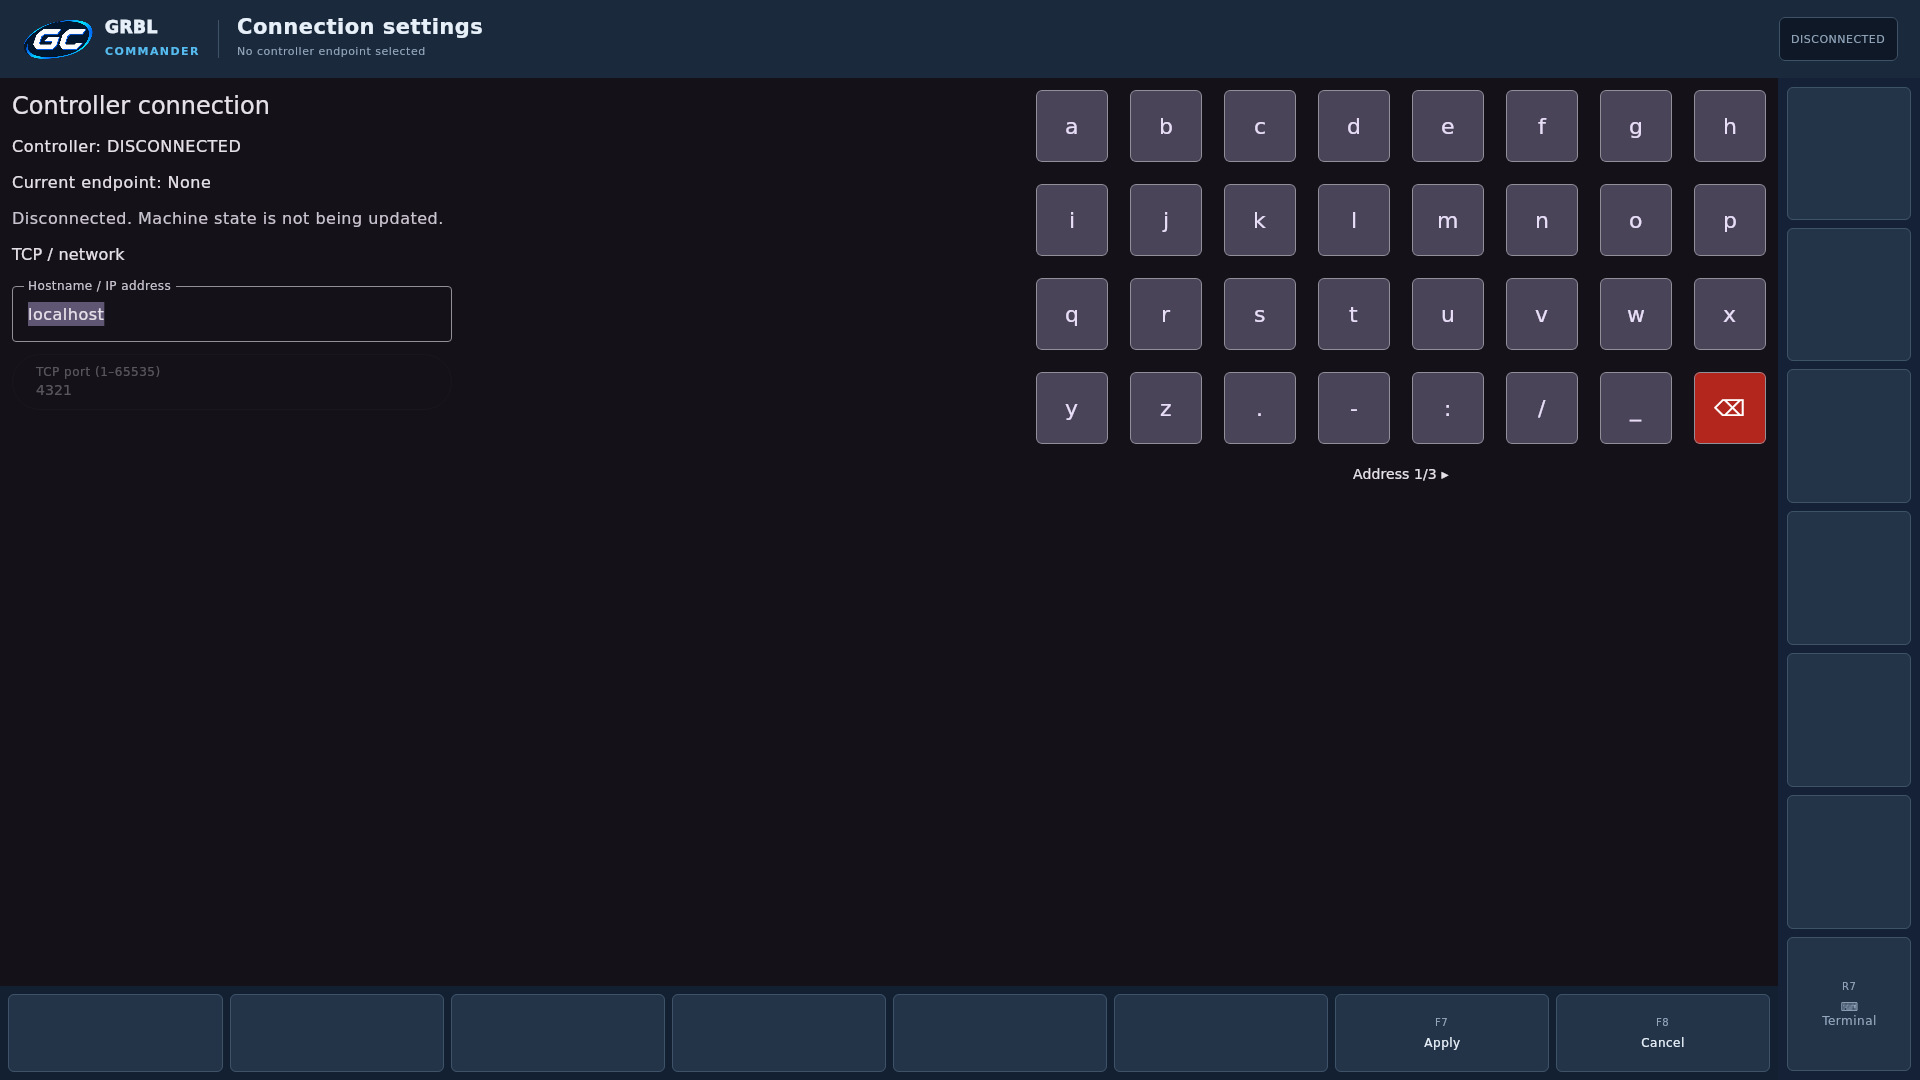 GC
GRBL
COMMANDER
Connection settings
No controller endpoint selected
DISCONNECTED
Controller connection
Controller: DISCONNECTED
Current endpoint: None
Disconnected. Machine state is not being updated.
TCP / network
Hostname / IP address
localhost
TCP port (1–65535)
4321
a b c d e f g h
i j k l m n o p
q r s t u v w x
y z . - : / _ ⌫
Address 1/3 ▸
R7
⌨
Terminal
F7
Apply
F8
Cancel